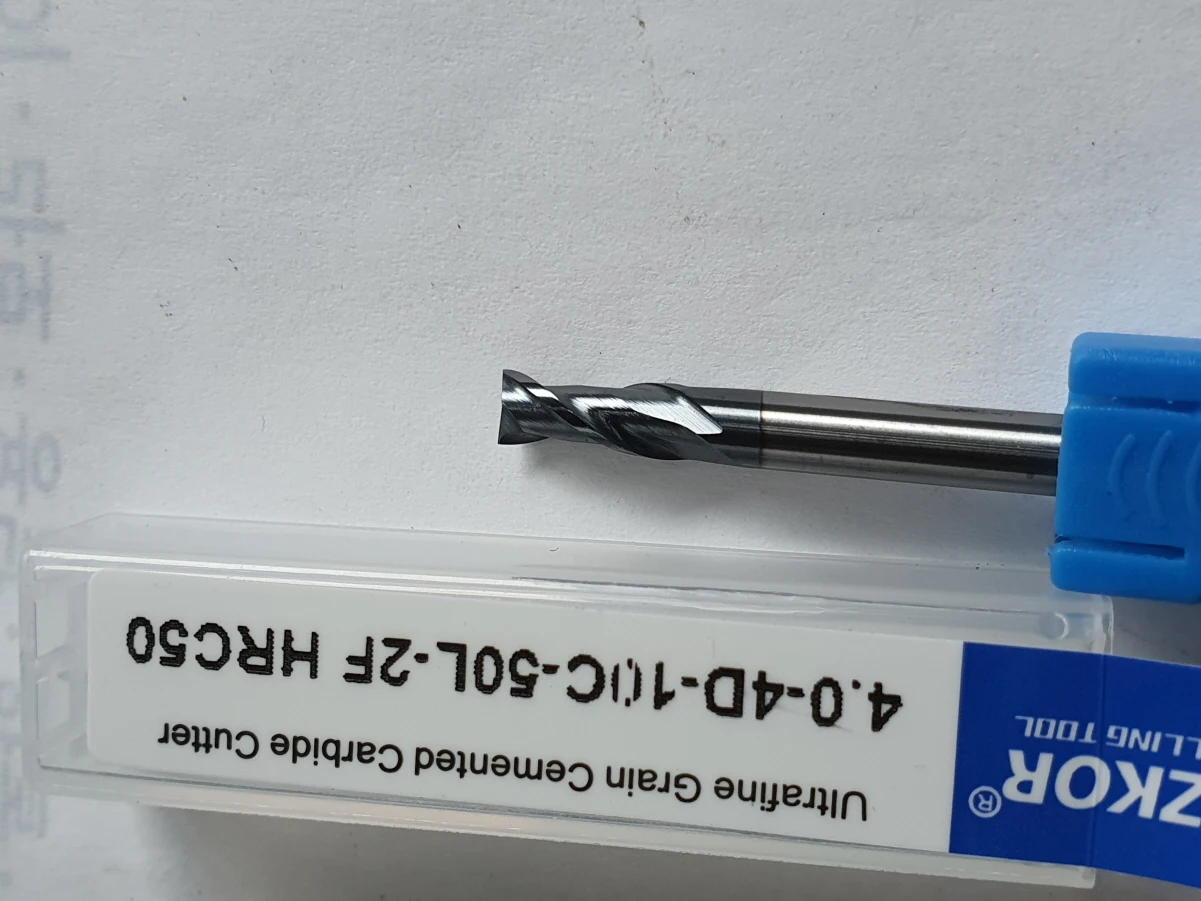 ZKOR®
LLING TOOL
Ultrafine Grain Cemented Carbide Cutter
4.0-4D-10C-50L-2F HRC50